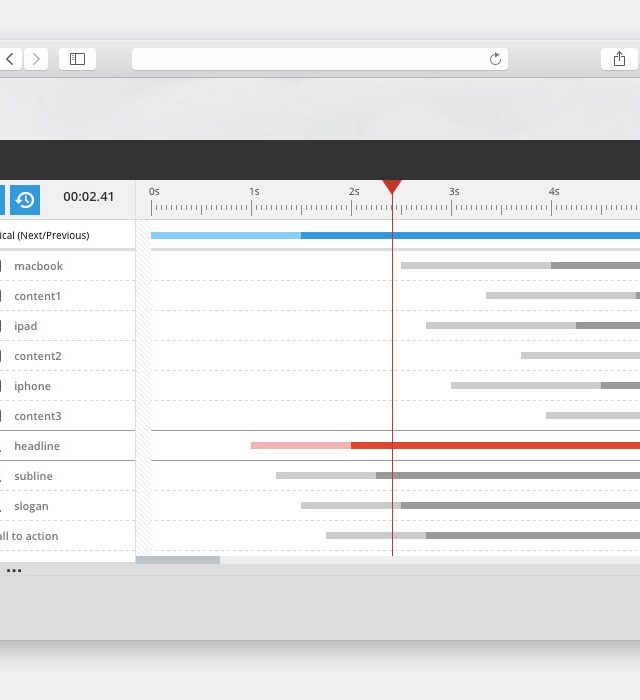 00:02.41
0s 1s 2s 3s 4s
ical (Next/Previous)
macbook
content1
ipad
content2
iphone
content3
headline
subline
slogan
all to action
...